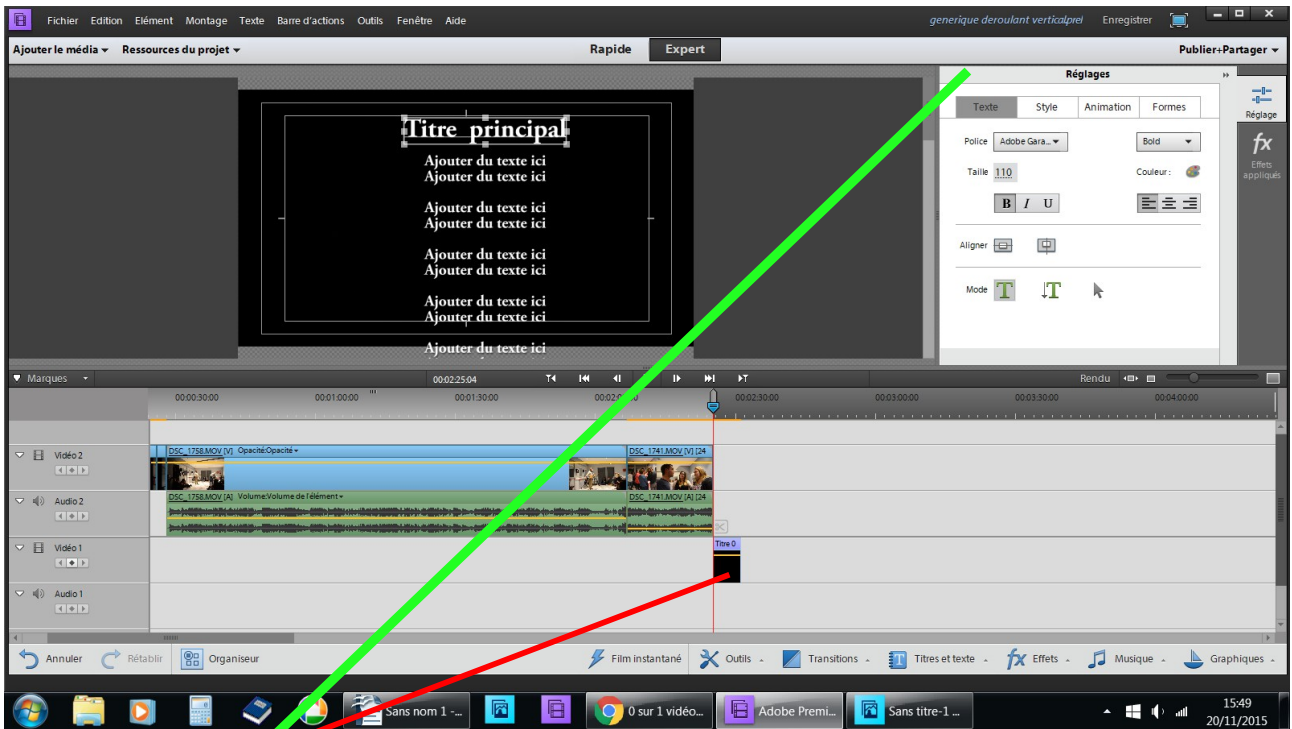 Fichier Edition Elément Montage Texte Barre d'actions Outils Fenêtre Aide
generique deroulant verticalprel Enregistrer
Ajouter le média Ressources du projet Rapide Expert Publier+Partager
Réglages
Texte Style Animation Formes
Réglage
Police Adobe Gara... Bold
fx
Effets appliqués
Taille 110 Couleur :
B I U
Aligner
Mode T T
Titre principal
Ajouter du texte ici
Ajouter du texte ici
Ajouter du texte ici
Ajouter du texte ici
Ajouter du texte ici
Ajouter du texte ici
Ajouter du texte ici
Ajouter du texte ici
Ajouter du texte ici
Marques 00:02:25:04 Rendu
00:00:30:00 00:01:00:00 00:01:30:00 00:02:30:00 00:03:00:00 00:03:30:00 00:04:00:00
Vidéo 2 DSC_1758.MOV [V] Opacité:Opacité DSC_1741.MOV [V] [24
Audio 2 DSC_1758.MOV [A] Volume:Volume de l'élément DSC_1741.MOV [A] [24
Vidéo 1 Titre 0
Audio 1
Annuler Rétablir Organiseur Film instantané Outils Transitions Titres et texte fx Effets Musique Graphiques
Sans nom 1 -... 0 sur 1 vidéo... Adobe Premi... Sans titre-1 ... 15:49
20/11/2015